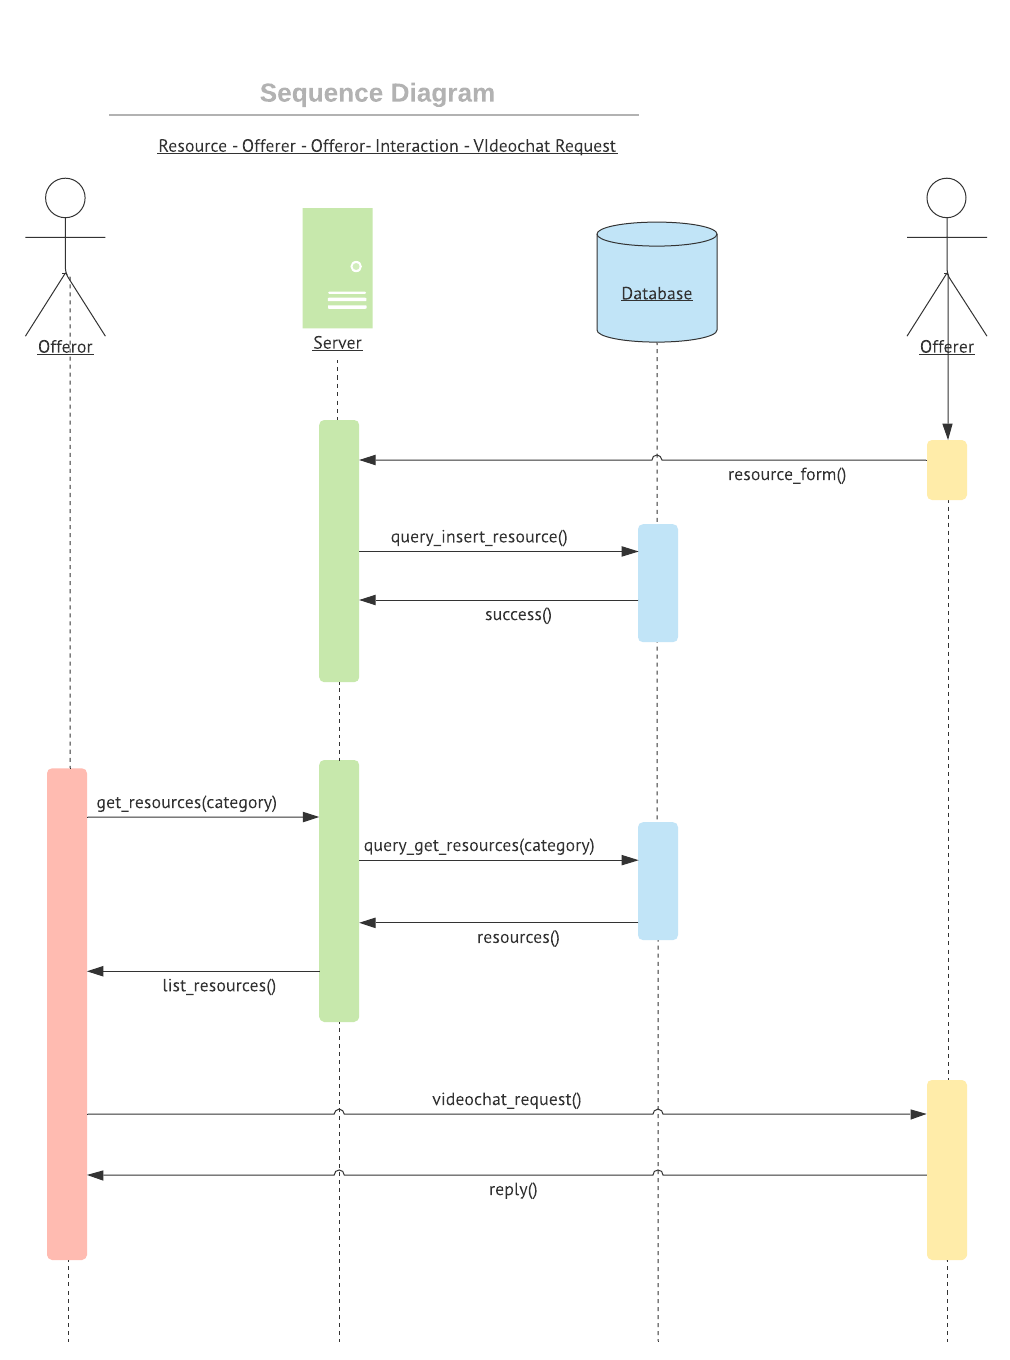 Sequence Diagram
Resource - Offerer - Offeror- Interaction - VIdeochat Request
Offeror
Server
Database
Offerer
resource_form()
query_insert_resource()
success()
get_resources(category)
query_get_resources(category)
resources()
list_resources()
videochat_request()
reply()